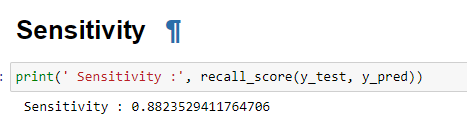 Sensitivity ¶
: print(' Sensitivity :', recall_score(y_test, y_pred))
Sensitivity : 0.8823529411764706